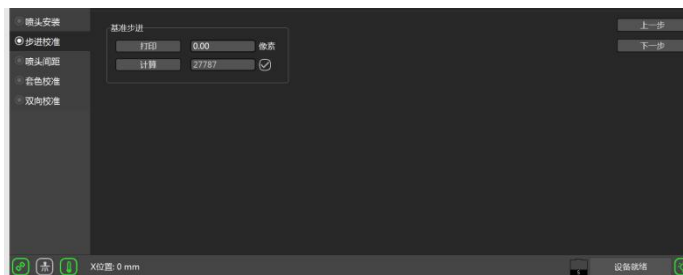 喷头安装
步进校准
喷头间距
套色校准
双向校准
基准步进
打印 0.00 像素
计算 27787
上一步
下一步
X位置: 0 mm
设备就绪